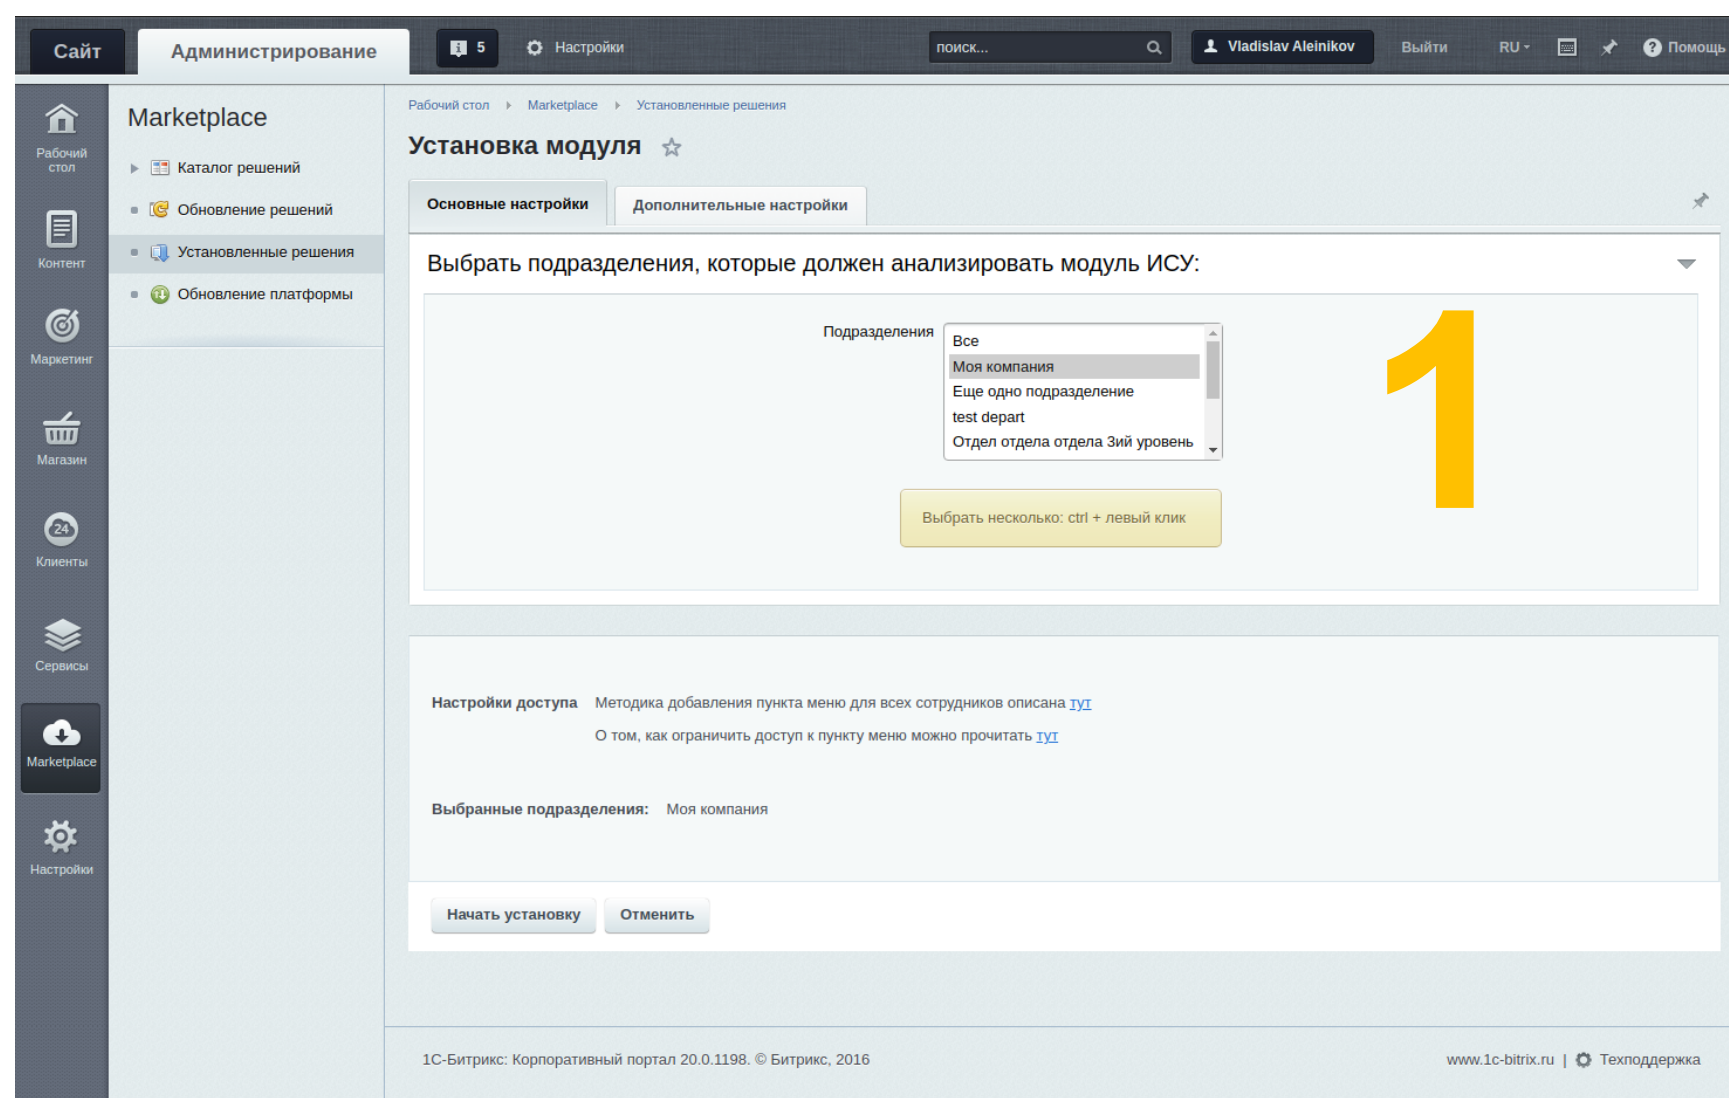 Сайт
Администрирование
5
Настройки
поиск...
Vladislav Aleinikov
Выйти
RU
Помощь
Рабочий стол
Контент
Маркетинг
Магазин
24
Клиенты
Сервисы
Marketplace
Настройки
Marketplace
Каталог решений
Обновление решений
Установленные решения
Обновление платформы
Рабочий стол Marketplace Установленные решения
Установка модуля
Основные настройки
Дополнительные настройки
Выбрать подразделения, которые должен анализировать модуль ИСУ:
Подразделения
Все
Моя компания
Еще одно подразделение
test depart
Отдел отдела отдела 3ий уровень
1
Выбрать несколько: ctrl + левый клик
Настройки доступа Методика добавления пункта меню для всех сотрудников описана тут
О том, как ограничить доступ к пункту меню можно прочитать тут
Выбранные подразделения: Моя компания
Начать установку
Отменить
1С-Битрикс: Корпоративный портал 20.0.1198. © Битрикс, 2016
www.1c-bitrix.ru | Техподдержка